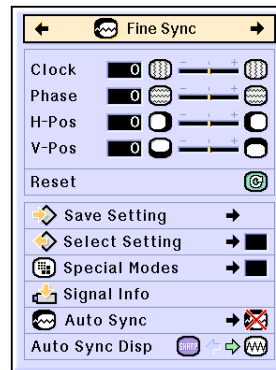 Fine Sync
Clock 0 - +
Phase 0 - +
H-Pos 0 - +
V-Pos 0 - +
Reset
Save Setting
Select Setting
Special Modes
Signal Info
Auto Sync
Auto Sync Disp SHARP